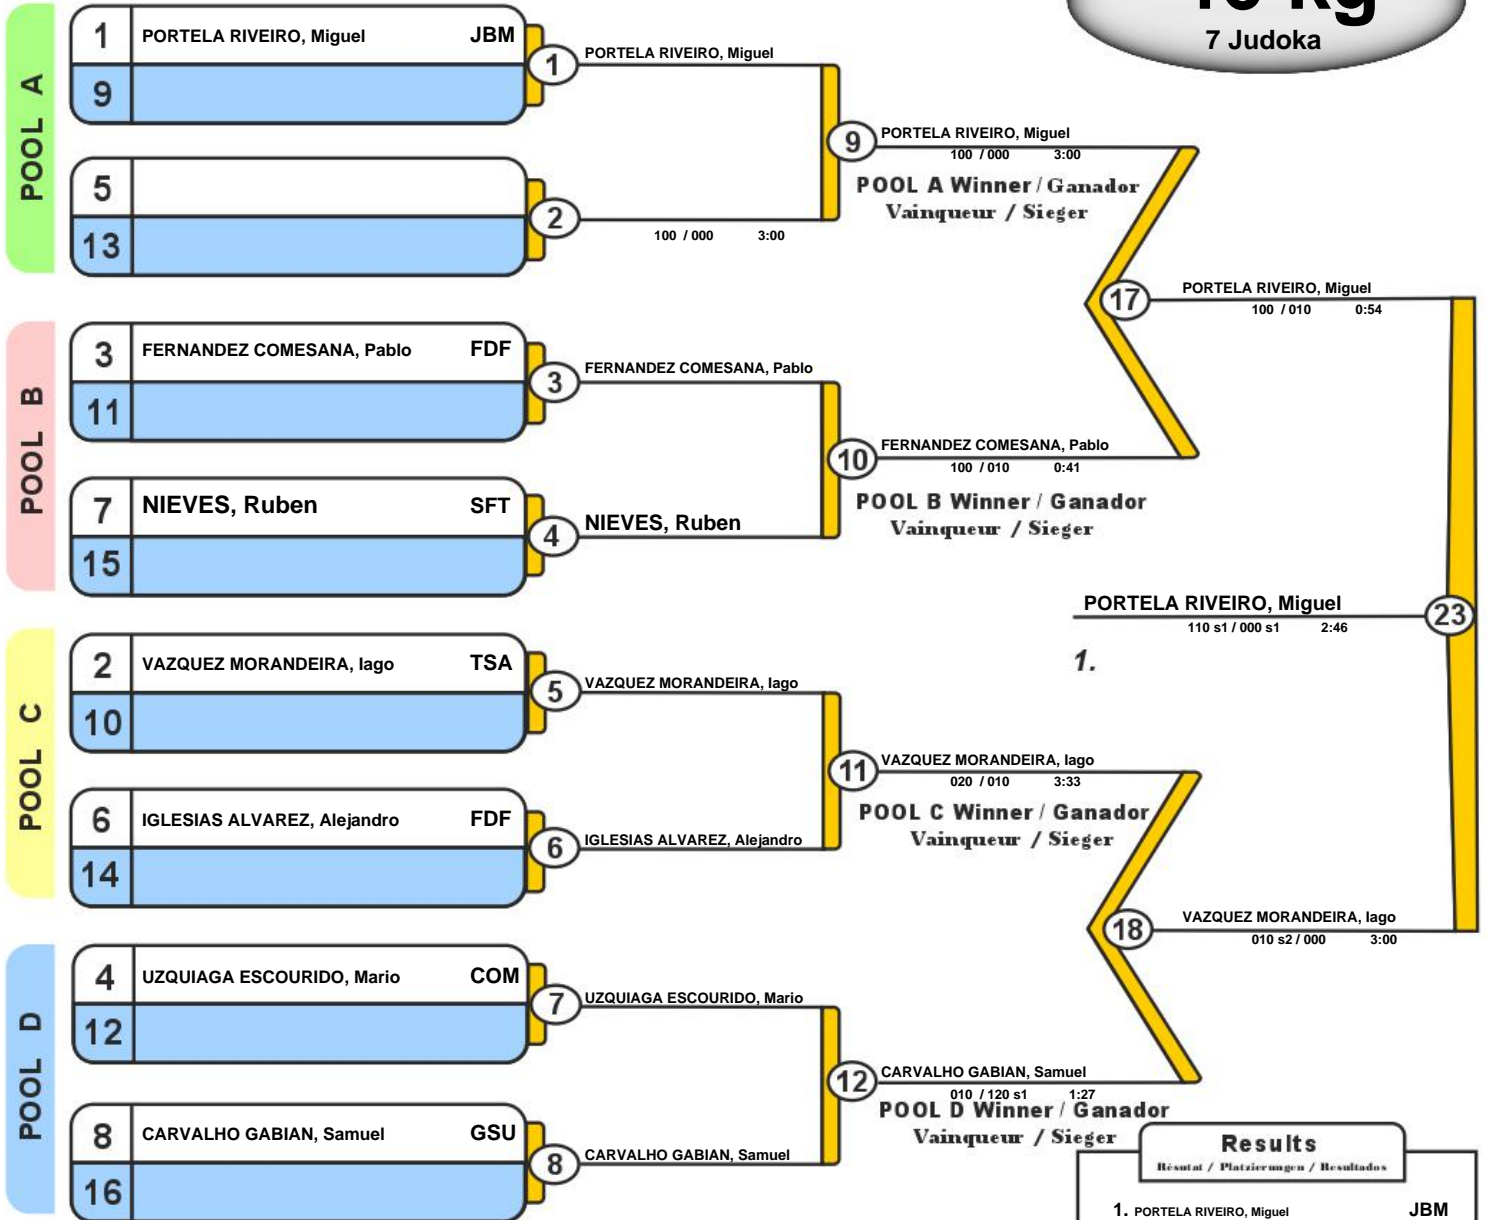 7 Judoka
POOL A
1 PORTELA RIVEIRO, Miguel JBM
9
5
13
1 PORTELA RIVEIRO, Miguel
2
100 / 000 3:00
9 PORTELA RIVEIRO, Miguel
100 / 000 3:00
POOL A Winner / Ganador
Vainqueur / Sieger
POOL B
3 FERNANDEZ COMESANA, Pablo FDF
11
7 NIEVES, Ruben SFT
15
3 FERNANDEZ COMESANA, Pablo
4 NIEVES, Ruben
10 FERNANDEZ COMESANA, Pablo
100 / 010 0:41
POOL B Winner / Ganador
Vainqueur / Sieger
17 PORTELA RIVEIRO, Miguel
100 / 010 0:54
PORTELA RIVEIRO, Miguel 23
110 s1 / 000 s1 2:46
1.
POOL C
2 VAZQUEZ MORANDEIRA, Iago TSA
10
6 IGLESIAS ALVAREZ, Alejandro FDF
14
5 VAZQUEZ MORANDEIRA, Iago
6 IGLESIAS ALVAREZ, Alejandro
11 VAZQUEZ MORANDEIRA, Iago
020 / 010 3:33
POOL C Winner / Ganador
Vainqueur / Sieger
18 VAZQUEZ MORANDEIRA, Iago
010 s2 / 000 3:00
POOL D
4 UZQUIAGA ESCOURIDO, Mario COM
12
8 CARVALHO GABIAN, Samuel GSU
16
7 UZQUIAGA ESCOURIDO, Mario
8 CARVALHO GABIAN, Samuel
12 CARVALHO GABIAN, Samuel
010 / 120 s1 1:27
POOL D Winner / Ganador
Vainqueur / Sieger
Results
Résutat / Platzierungen / Resultados
1. PORTELA RIVEIRO, Miguel JBM